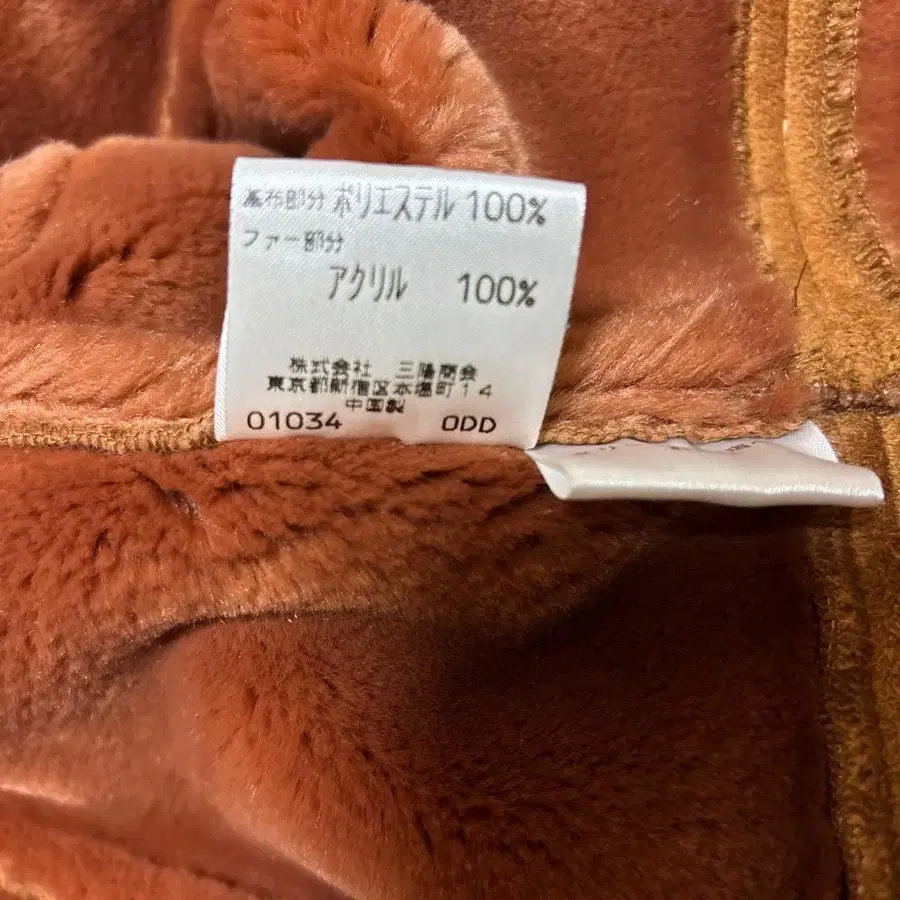 基布部分 ポリエステル 100%
ファー部分
アクリル 100%
株式会社 三陽商会
東京都新宿区本塩町14
中国製
01034 0DD